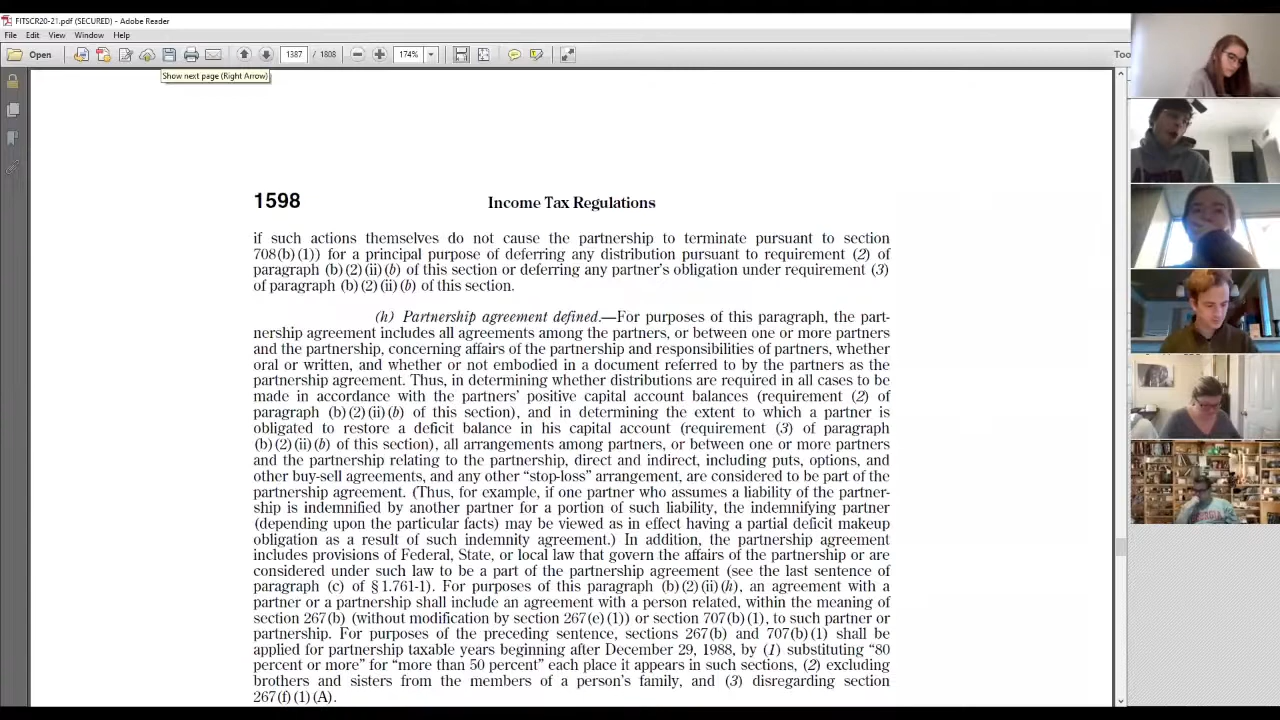 FITSCR20-21.pdf (SECURED) - Adobe Reader
File Edit View Window Help
Open 1387 / 1808 174% Too
Show next page (Right Arrow)
1598 Income Tax Regulations
if such actions themselves do not cause the partnership to terminate pursuant to section
708(b)(1)) for a principal purpose of deferring any distribution pursuant to requirement (2) of
paragraph (b)(2)(ii)(b) of this section or deferring any partner's obligation under requirement (3)
of paragraph (b)(2)(ii)(b) of this section.
(h) Partnership agreement defined.—For purposes of this paragraph, the part-
nership agreement includes all agreements among the partners, or between one or more partners
and the partnership, concerning affairs of the partnership and responsibilities of partners, whether
oral or written, and whether or not embodied in a document referred to by the partners as the
partnership agreement. Thus, in determining whether distributions are required in all cases to be
made in accordance with the partners' positive capital account balances (requirement (2) of
paragraph (b)(2)(ii)(b) of this section), and in determining the extent to which a partner is
obligated to restore a deficit balance in his capital account (requirement (3) of paragraph
(b)(2)(ii)(b) of this section), all arrangements among partners, or between one or more partners
and the partnership relating to the partnership, direct and indirect, including puts, options, and
other buy-sell agreements, and any other "stop-loss" arrangement, are considered to be part of the
partnership agreement. (Thus, for example, if one partner who assumes a liability of the partner-
ship is indemnified by another partner for a portion of such liability, the indemnifying partner
(depending upon the particular facts) may be viewed as in effect having a partial deficit makeup
obligation as a result of such indemnity agreement.) In addition, the partnership agreement
includes provisions of Federal, State, or local law that govern the affairs of the partnership or are
considered under such law to be a part of the partnership agreement (see the last sentence of
paragraph (c) of § 1.761-1). For purposes of this paragraph (b)(2)(ii)(h), an agreement with a
partner or a partnership shall include an agreement with a person related, within the meaning of
section 267(b) (without modification by section 267(e)(1)) or section 707(b)(1), to such partner or
partnership. For purposes of the preceding sentence, sections 267(b) and 707(b)(1) shall be
applied for partnership taxable years beginning after December 29, 1988, by (1) substituting "80
percent or more" for "more than 50 percent" each place it appears in such sections, (2) excluding
brothers and sisters from the members of a person's family, and (3) disregarding section
267(f)(1)(A).